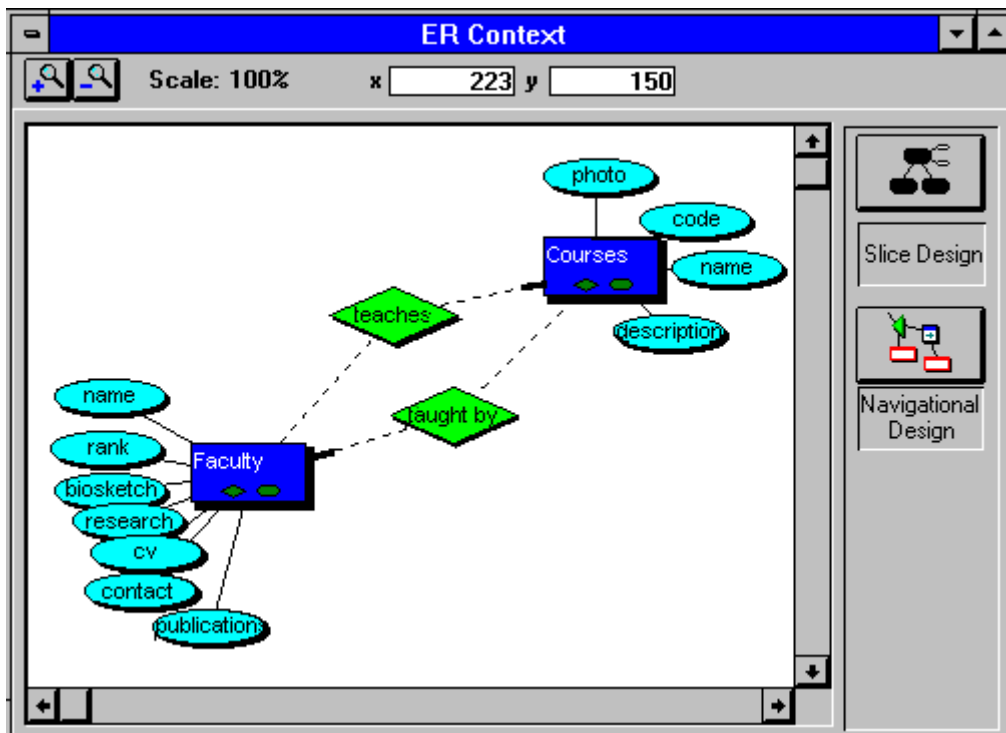 ER Context
Scale: 100% x 223 y 150
photo
code
Courses
name
description
teaches
taught by
name
rank
Faculty
biosketch
research
cv
contact
publications
Slice Design
Navigational
Design